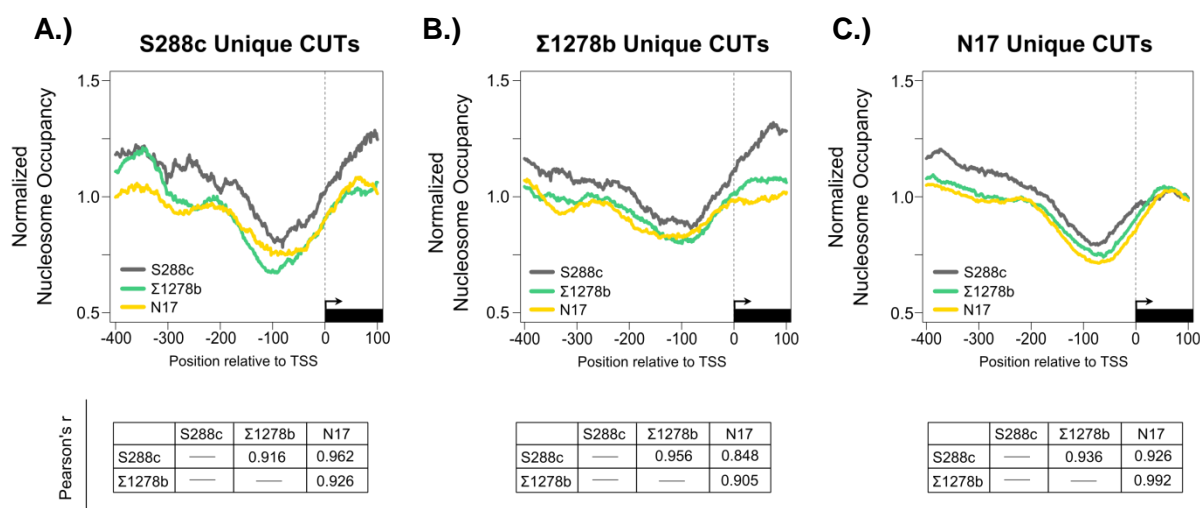 A.)
S288c Unique CUTs
Normalized
Nucleosome Occupancy
1.5
1.0
0.5
S288c
Σ1278b
N17
-400 -300 -200 -100 0 100
Position relative to TSS
B.)
Σ1278b Unique CUTs
Normalized
Nucleosome Occupancy
1.5
1.0
0.5
S288c
Σ1278b
N17
-400 -300 -200 -100 0 100
Position relative to TSS
C.)
N17 Unique CUTs
Normalized
Nucleosome Occupancy
1.5
1.0
0.5
S288c
Σ1278b
N17
-400 -300 -200 -100 0 100
Position relative to TSS
Pearson's r
S288c Σ1278b N17
S288c — 0.916 0.962
Σ1278b — — 0.926
S288c Σ1278b N17
S288c — 0.956 0.848
Σ1278b — — 0.905
S288c Σ1278b N17
S288c — 0.936 0.926
Σ1278b — — 0.992